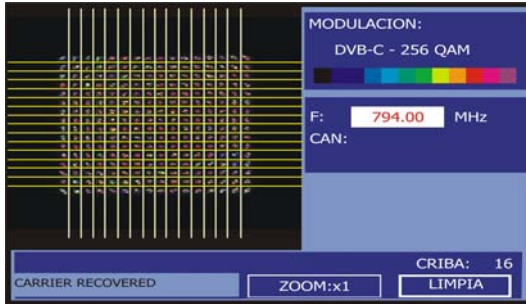 MODULACION:
DVB-C - 256 QAM
F: 794.00 MHz
CAN:
CRIBA: 16
CARRIER RECOVERED
ZOOM:x1
LIMPIA